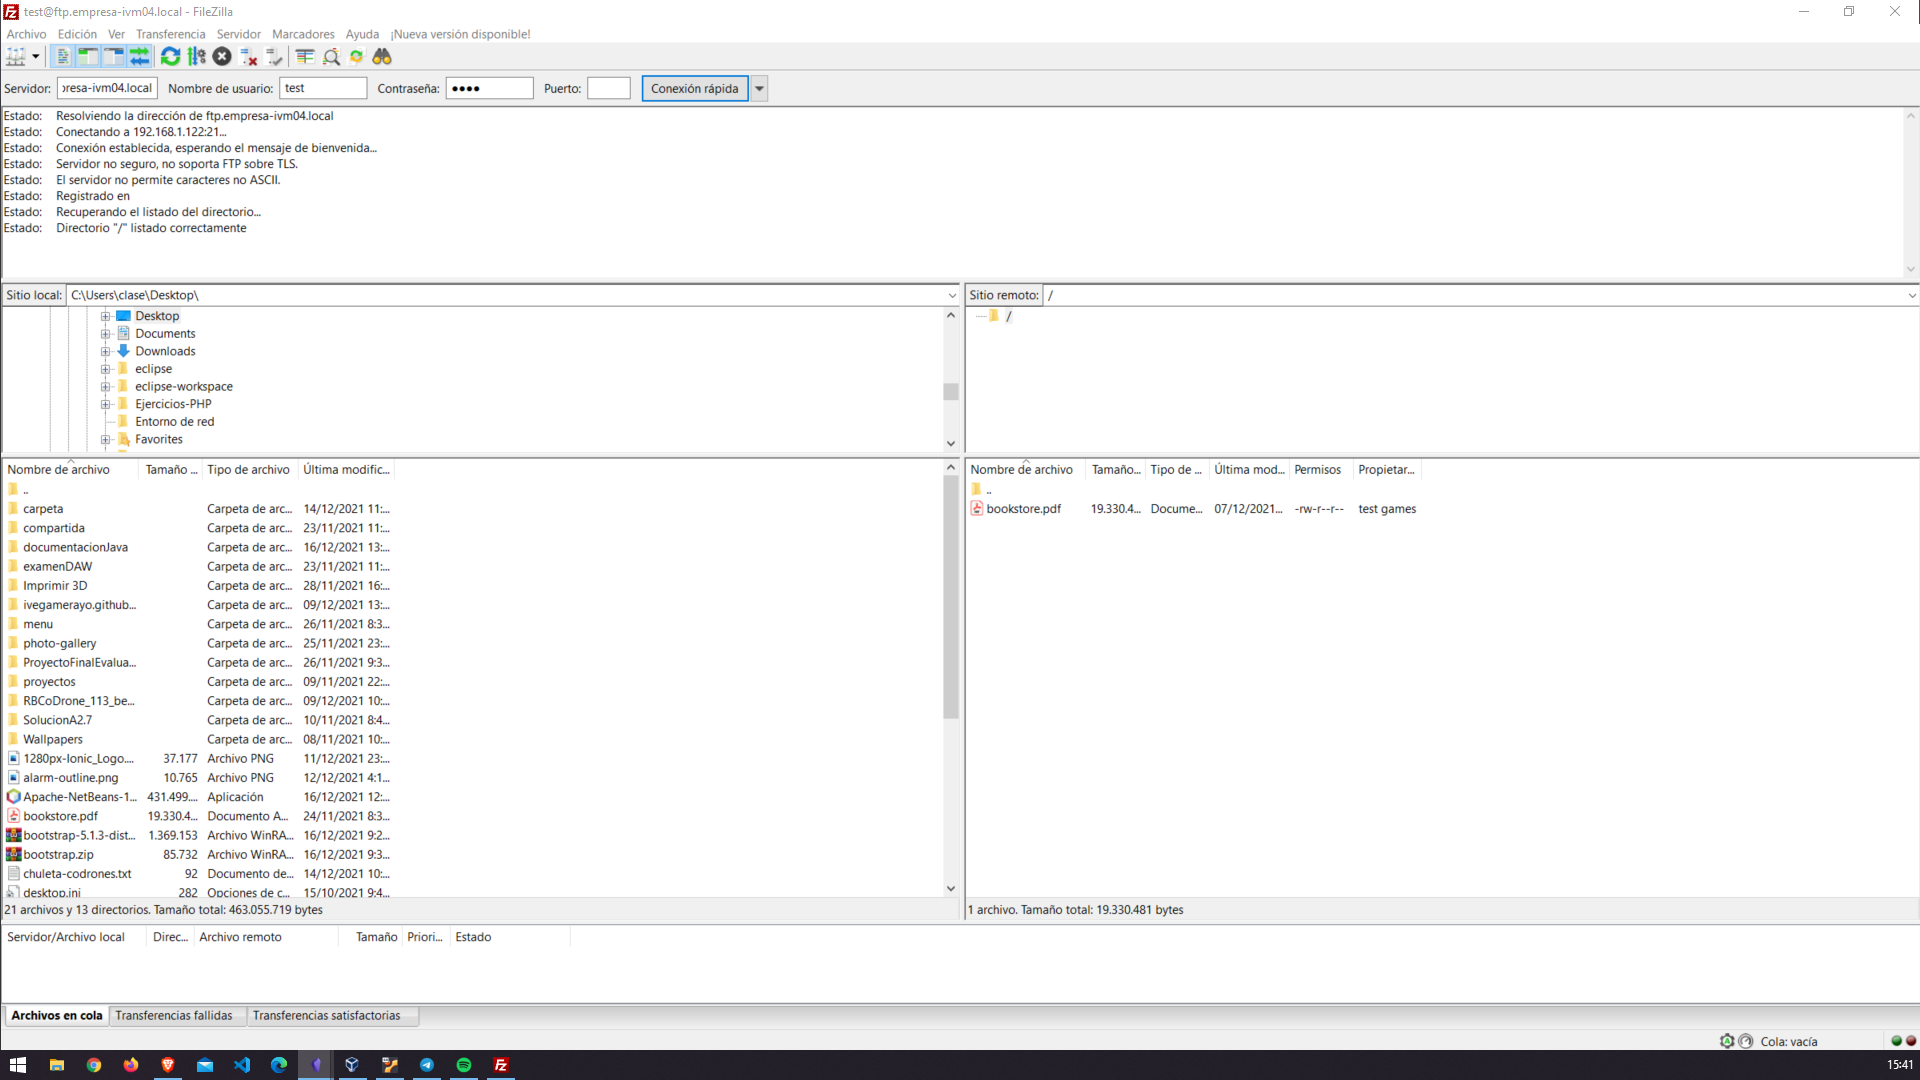 test@ftp.empresa-ivm04.local - FileZilla
Archivo Edición Ver Transferencia Servidor Marcadores Ayuda ¡Nueva versión disponible!
Servidor: presa-ivm04.local Nombre de usuario: test Contraseña: ●●●● Puerto: Conexión rápida
Estado: Resolviendo la dirección de ftp.empresa-ivm04.local
Estado: Conectando a 192.168.1.122:21...
Estado: Conexión establecida, esperando el mensaje de bienvenida...
Estado: Servidor no seguro, no soporta FTP sobre TLS.
Estado: El servidor no permite caracteres no ASCII.
Estado: Registrado en
Estado: Recuperando el listado del directorio...
Estado: Directorio "/" listado correctamente
Sitio local: C:\Users\clase\Desktop\
Desktop
Documents
Downloads
eclipse
eclipse-workspace
Ejercicios-PHP
Entorno de red
Favorites
Sitio remoto: /
/
Nombre de archivo Tamaño ... Tipo de archivo Última modific...
..
carpeta Carpeta de arc... 14/12/2021 11:...
compartida Carpeta de arc... 23/11/2021 11:...
documentacionJava Carpeta de arc... 16/12/2021 13:...
examenDAW Carpeta de arc... 23/11/2021 11:...
Imprimir 3D Carpeta de arc... 28/11/2021 16:...
ivegamerayo.github... Carpeta de arc... 09/12/2021 13:...
menu Carpeta de arc... 26/11/2021 8:3...
photo-gallery Carpeta de arc... 25/11/2021 23:...
ProyectoFinalEvalua... Carpeta de arc... 26/11/2021 9:3...
proyectos Carpeta de arc... 09/11/2021 22:...
RBCoDrone_113_be... Carpeta de arc... 09/12/2021 10:...
SolucionA2.7 Carpeta de arc... 10/11/2021 8:4...
Wallpapers Carpeta de arc... 08/11/2021 10:...
1280px-Ionic_Logo.... 37.177 Archivo PNG 11/12/2021 23:...
alarm-outline.png 10.765 Archivo PNG 12/12/2021 4:1...
Apache-NetBeans-1... 431.499.... Aplicación 16/12/2021 12:...
bookstore.pdf 19.330.4... Documento A... 24/11/2021 8:3...
bootstrap-5.1.3-dist... 1.369.153 Archivo WinRA... 16/12/2021 9:2...
bootstrap.zip 85.732 Archivo WinRA... 16/12/2021 9:3...
chuleta-codrones.txt 92 Documento de... 14/12/2021 10:...
desktop.ini 282 Opciones de c... 15/10/2021 9:4...
21 archivos y 13 directorios. Tamaño total: 463.055.719 bytes
Nombre de archivo Tamaño... Tipo de ... Última mod... Permisos Propietar...
..
bookstore.pdf 19.330.4... Docume... 07/12/2021... -rw-r--r-- test games
1 archivo. Tamaño total: 19.330.481 bytes
Servidor/Archivo local Direc... Archivo remoto Tamaño Priori... Estado
Archivos en cola Transferencias fallidas Transferencias satisfactorias
Cola: vacía
15:41